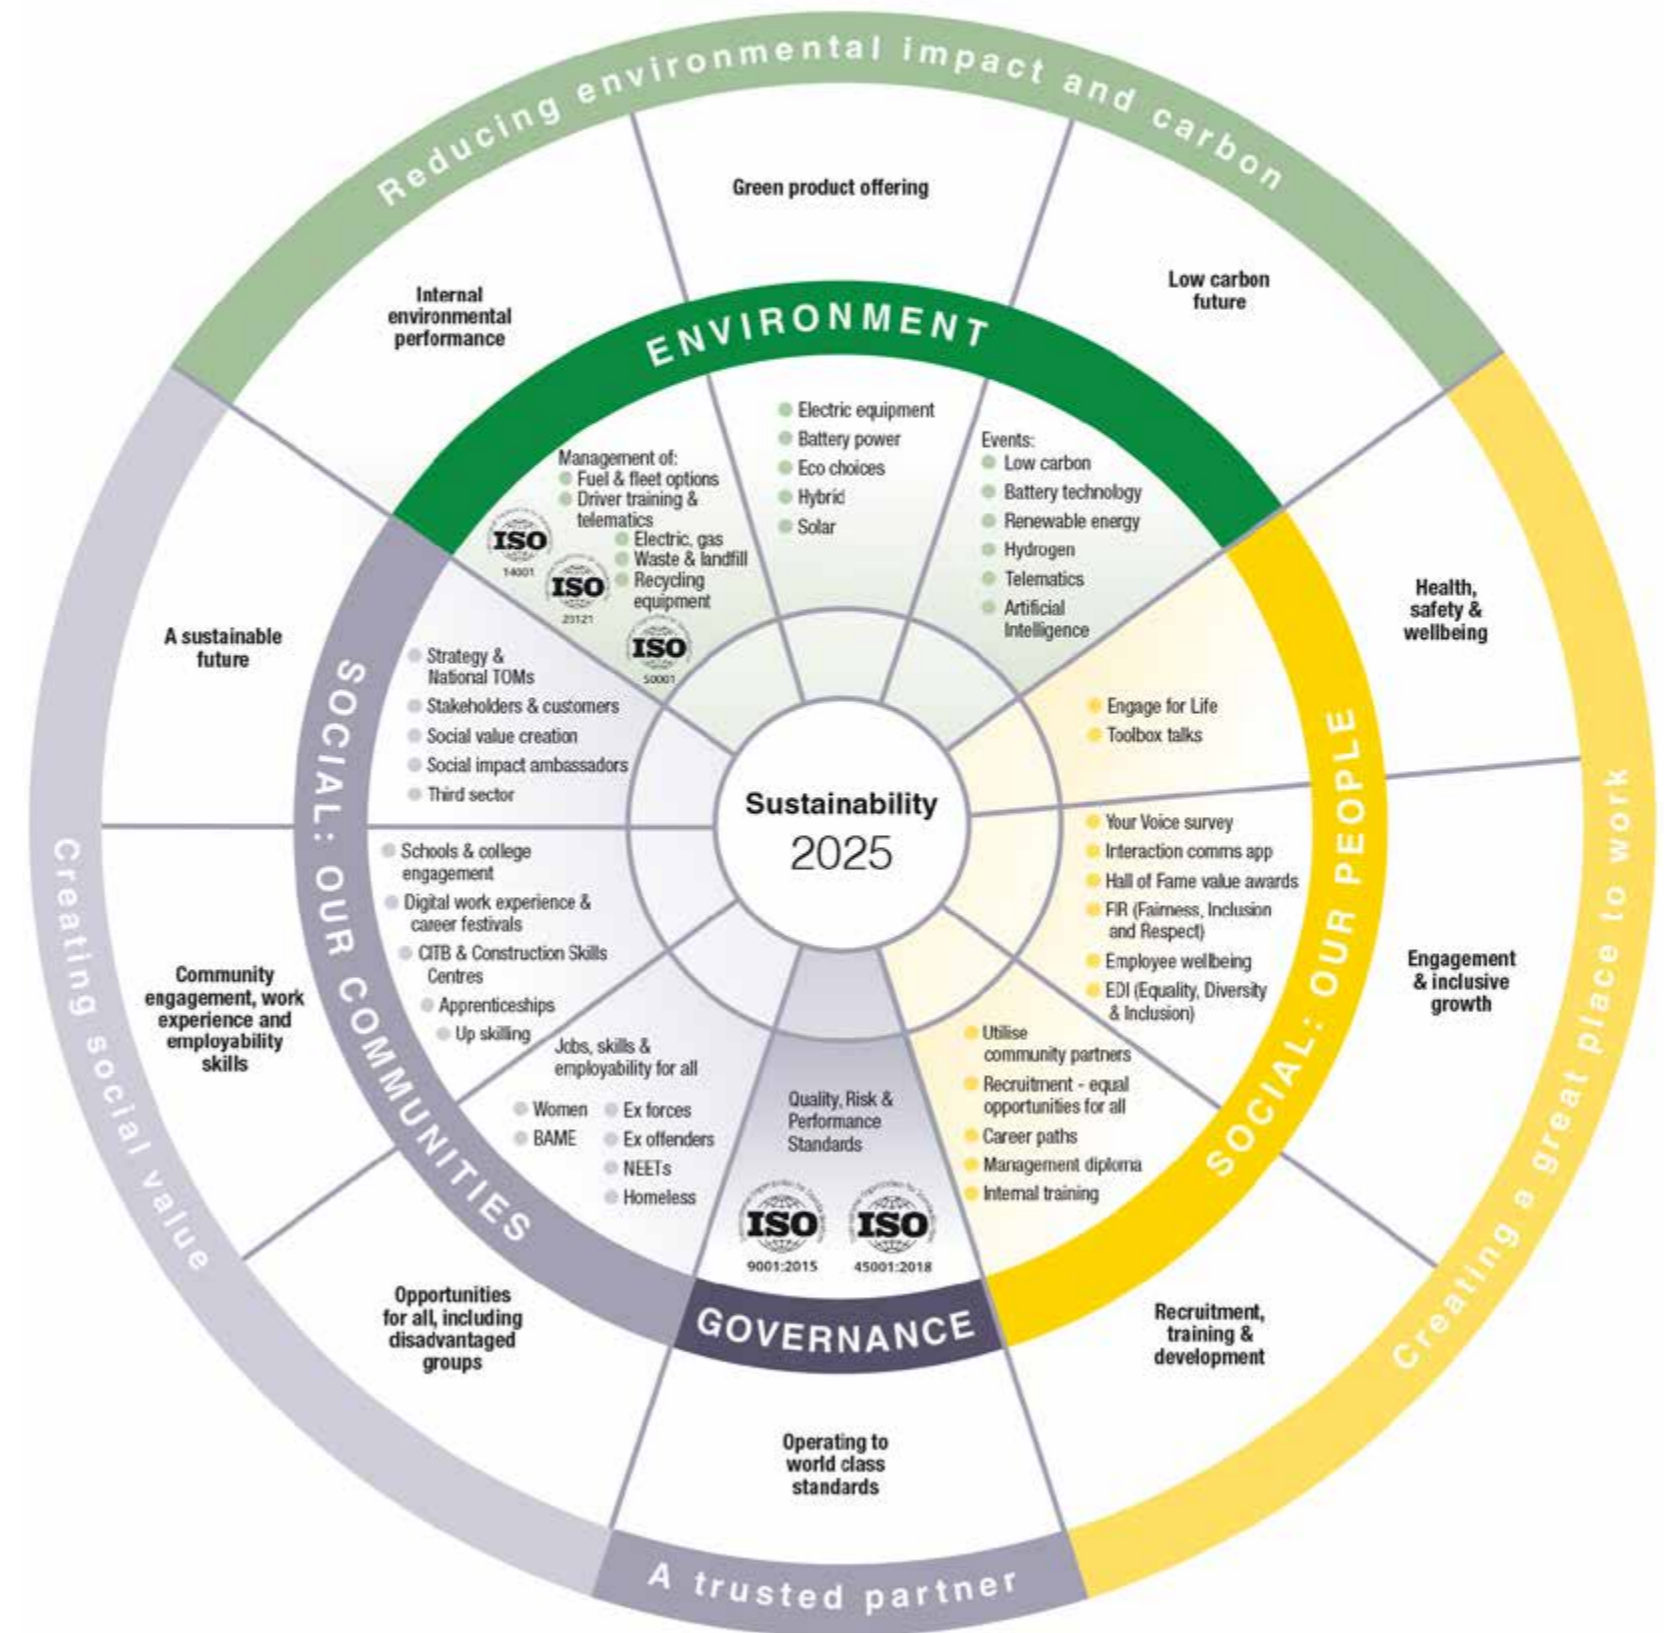 Reducing environmental impact and carbon
Green product offering
Internal
environmental
performance
Low carbon
future
ENVIRONMENT
Management of:
Fuel & fleet options
Driver training &
telematics
Electric, gas
Waste & landfill
Recycling
equipment
ISO
14001
ISO
20121
ISO
50001
Electric equipment
Battery power
Eco choices
Hybrid
Solar
Events:
Low carbon
Battery technology
Renewable energy
Hydrogen
Telematics
Artificial
Intelligence
Creating a great place to work
Health,
safety &
wellbeing
Engagement
& inclusive
growth
Recruitment,
training &
development
SOCIAL: OUR PEOPLE
Engage for Life
Toolbox talks
Your Voice survey
Interaction comms app
Hall of Fame value awards
FIR (Fairness, Inclusion
and Respect)
Employee wellbeing
EDI (Equality, Diversity
& Inclusion)
Utilise
community partners
Recruitment - equal
opportunities for all
Career paths
Management diploma
Internal training
Sustainability
2025
A trusted partner
Operating to
world class
standards
GOVERNANCE
Quality, Risk &
Performance
Standards
ISO
9001:2015
ISO
45001:2018
Creating social value
A sustainable
future
Community
engagement, work
experience and
employability
skills
Opportunities
for all, including
disadvantaged
groups
SOCIAL: OUR COMMUNITIES
Strategy &
National TOMs
Stakeholders & customers
Social value creation
Social impact ambassadors
Third sector
Schools & college
engagement
Digital work experience &
career festivals
CITB & Construction Skills
Centres
Apprenticeships
Up skilling
Jobs, skills &
employability for all
Women
BAME
Ex forces
Ex offenders
NEETs
Homeless